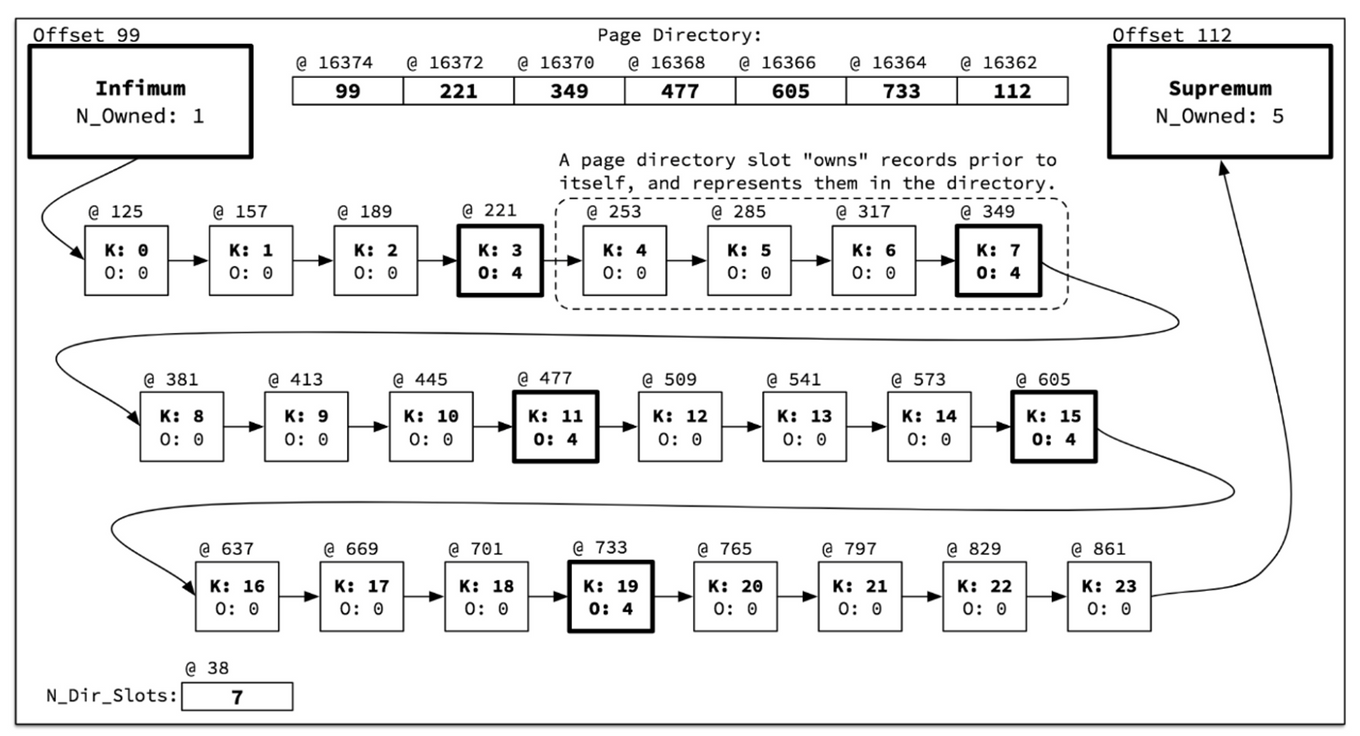 Offset 99 Page Directory: Offset 112
@ 16374 @ 16372 @ 16370 @ 16368 @ 16366 @ 16364 @ 16362
99 221 349 477 605 733 112
Infimum
N_Owned: 1
Supremum
N_Owned: 5
A page directory slot "owns" records prior to
itself, and represents them in the directory.
@ 125 @ 157 @ 189 @ 221 @ 253 @ 285 @ 317 @ 349
K: 0 K: 1 K: 2 K: 3 K: 4 K: 5 K: 6 K: 7
O: 0 O: 0 O: 0 O: 4 O: 0 O: 0 O: 0 O: 4
@ 381 @ 413 @ 445 @ 477 @ 509 @ 541 @ 573 @ 605
K: 8 K: 9 K: 10 K: 11 K: 12 K: 13 K: 14 K: 15
O: 0 O: 0 O: 0 O: 4 O: 0 O: 0 O: 0 O: 4
@ 637 @ 669 @ 701 @ 733 @ 765 @ 797 @ 829 @ 861
K: 16 K: 17 K: 18 K: 19 K: 20 K: 21 K: 22 K: 23
O: 0 O: 0 O: 0 O: 4 O: 0 O: 0 O: 0 O: 0
@ 38
N_Dir_Slots: 7